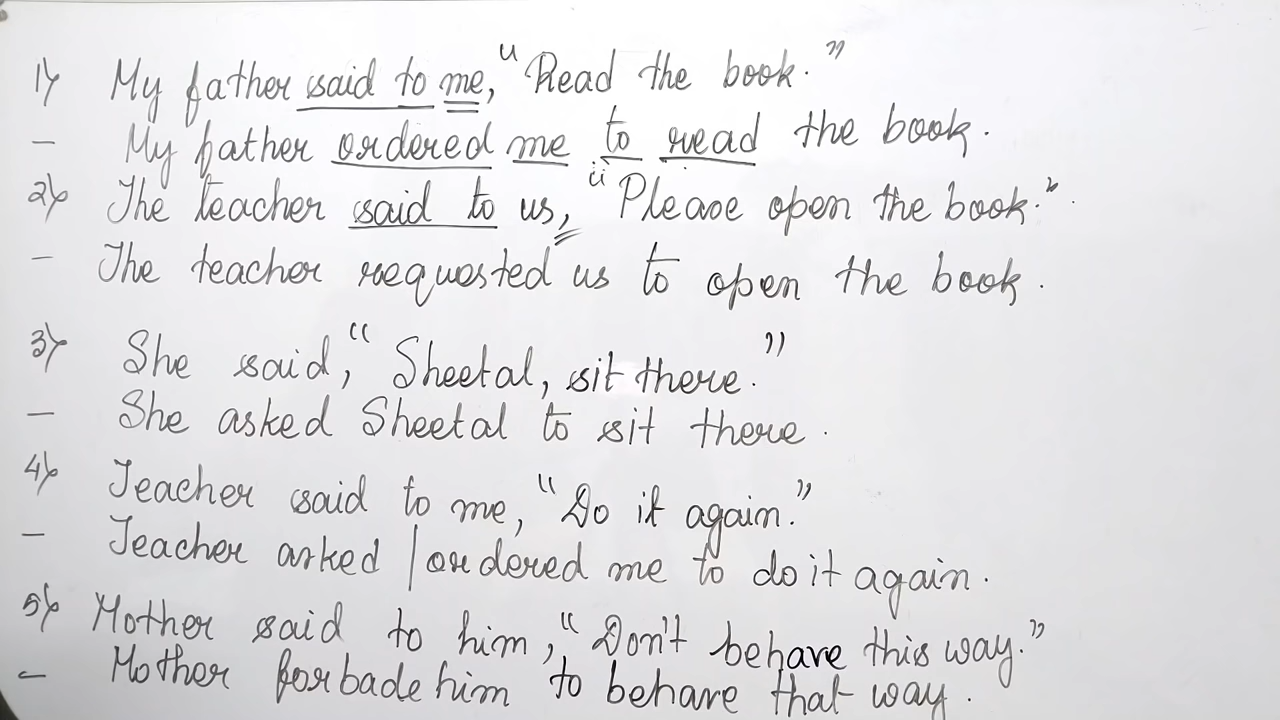 1) My father said to me, "Read the book."
- My father ordered me to read the book.
2) The teacher said to us, "Please open the book."
- The teacher requested us to open the book.
3) She said, "Sheetal, sit there."
- She asked Sheetal to sit there.
4) Teacher said to me, "Do it again."
- Teacher asked / ordered me to do it again.
5) Mother said to him, "Don't behave this way."
- Mother forbade him to behave that way.